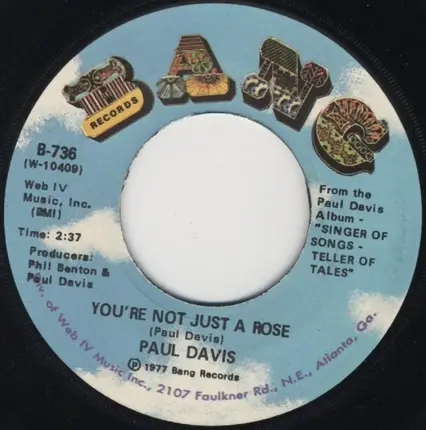 BANG
RECORDS
B-736
(W-10409)
Web IV
Music, Inc.
(BMI)
Time: 2:37
Producers:
Phil Benton &
Paul Davis
From the
Paul Davis
Album -
"SINGER OF
SONGS -
TELLER OF
TALES"
YOU'RE NOT JUST A ROSE
(Paul Davis)
PAUL DAVIS
℗ 1977 Bang Records
Div. of Web IV Music Inc., 2107 Faulkner Rd., N.E., Atlanta, Ga.